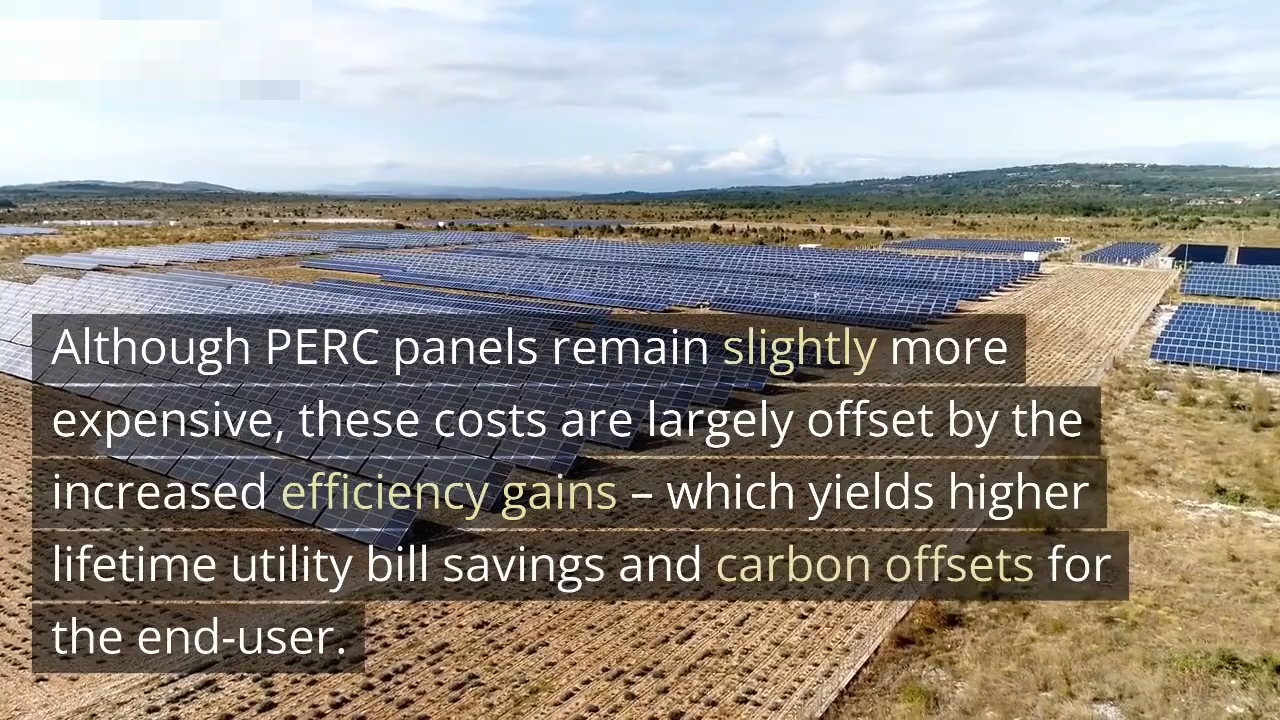 Although PERC panels remain slightly more
expensive, these costs are largely offset by the
increased efficiency gains – which yields higher
lifetime utility bill savings and carbon offsets for
the end-user.